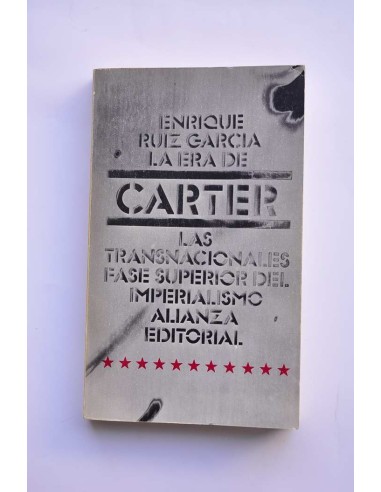 ENRIQUE
RUIZ GARCIA
LA ERA DE
CARTER
LAS
TRANSNACIONALES
FASE SUPERIOR DEL
IMPERIALISMO
ALIANZA
EDITORIAL